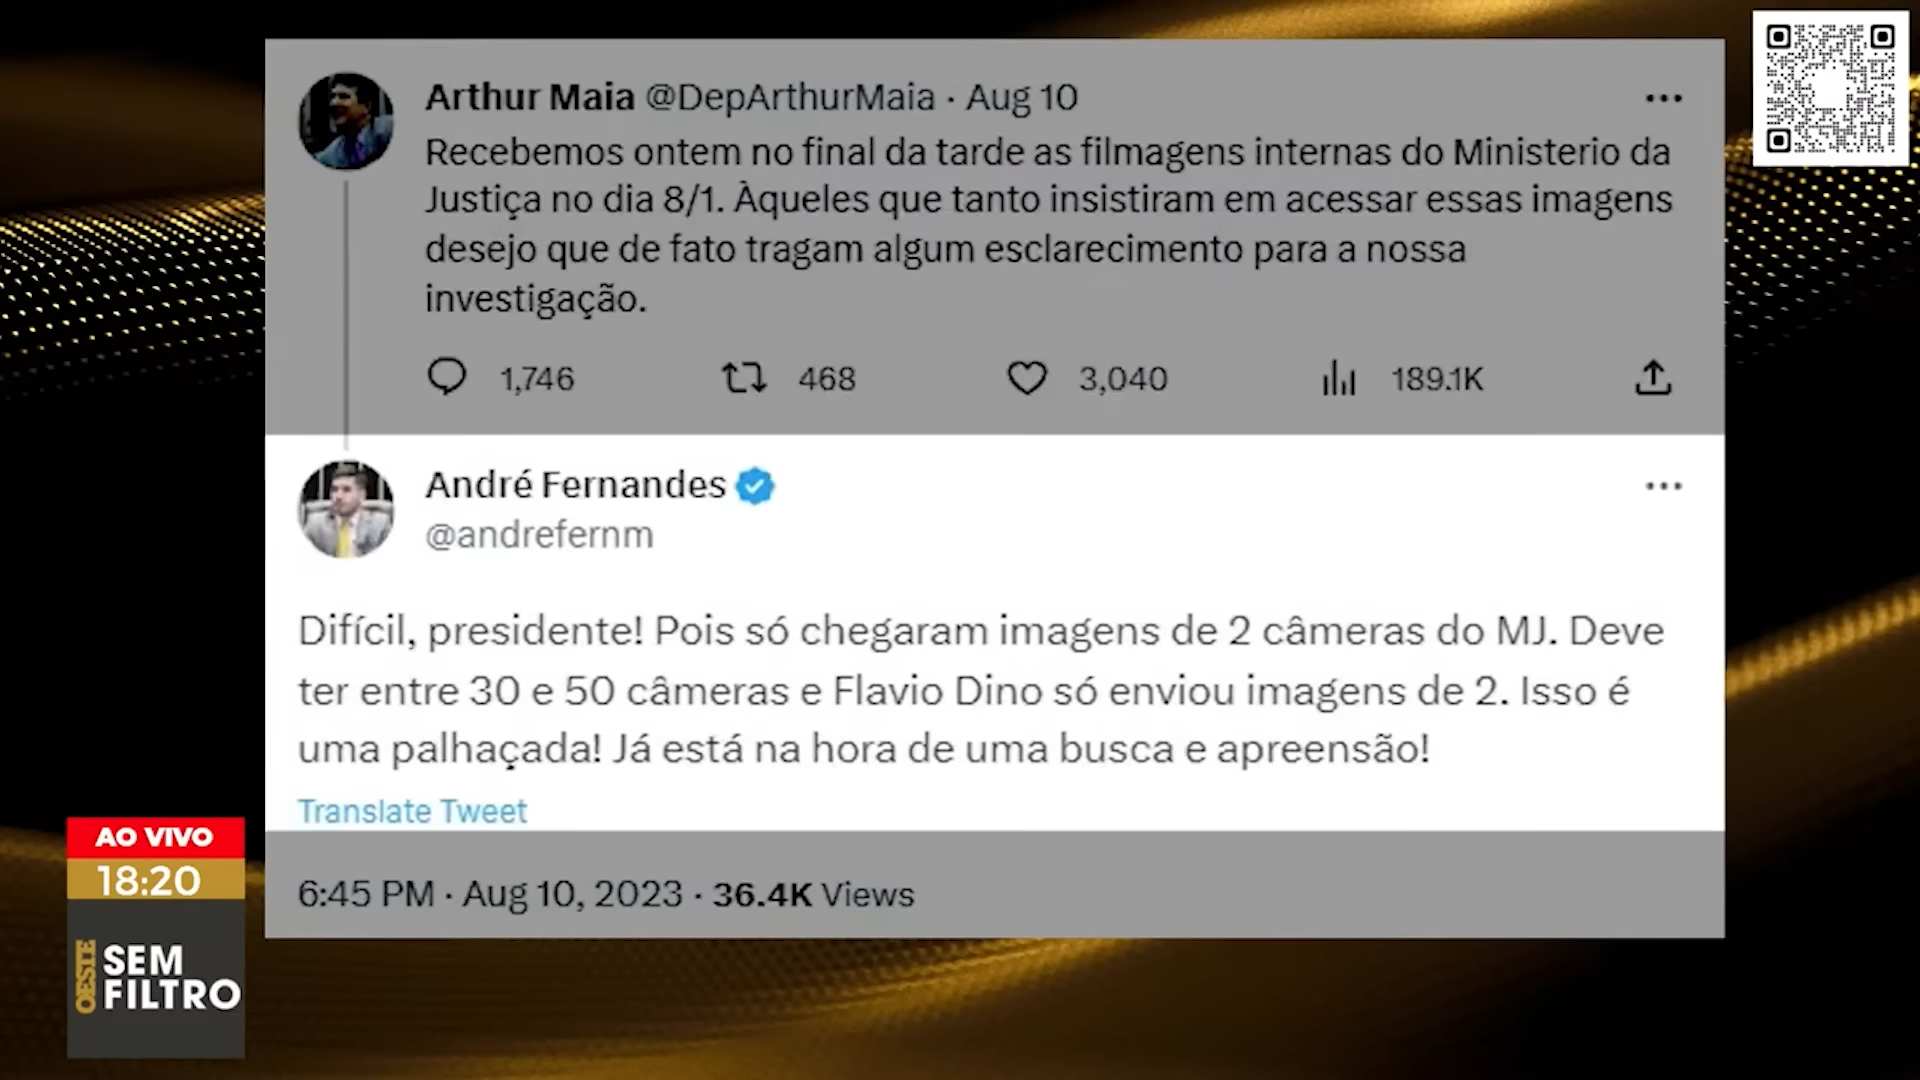 Arthur Maia @DepArthurMaia · Aug 10
Recebemos ontem no final da tarde as filmagens internas do Ministerio da
Justiça no dia 8/1. Àqueles que tanto insistiram em acessar essas imagens
desejo que de fato tragam algum esclarecimento para a nossa
investigação.
1,746 468 3,040 189.1K
André Fernandes
@andrefernm
Difícil, presidente! Pois só chegaram imagens de 2 câmeras do MJ. Deve
ter entre 30 e 50 câmeras e Flavio Dino só enviou imagens de 2. Isso é
uma palhaçada! Já está na hora de uma busca e apreensão!
Translate Tweet
6:45 PM · Aug 10, 2023 · 36.4K Views
AO VIVO
18:20
OESTE
SEM
FILTRO